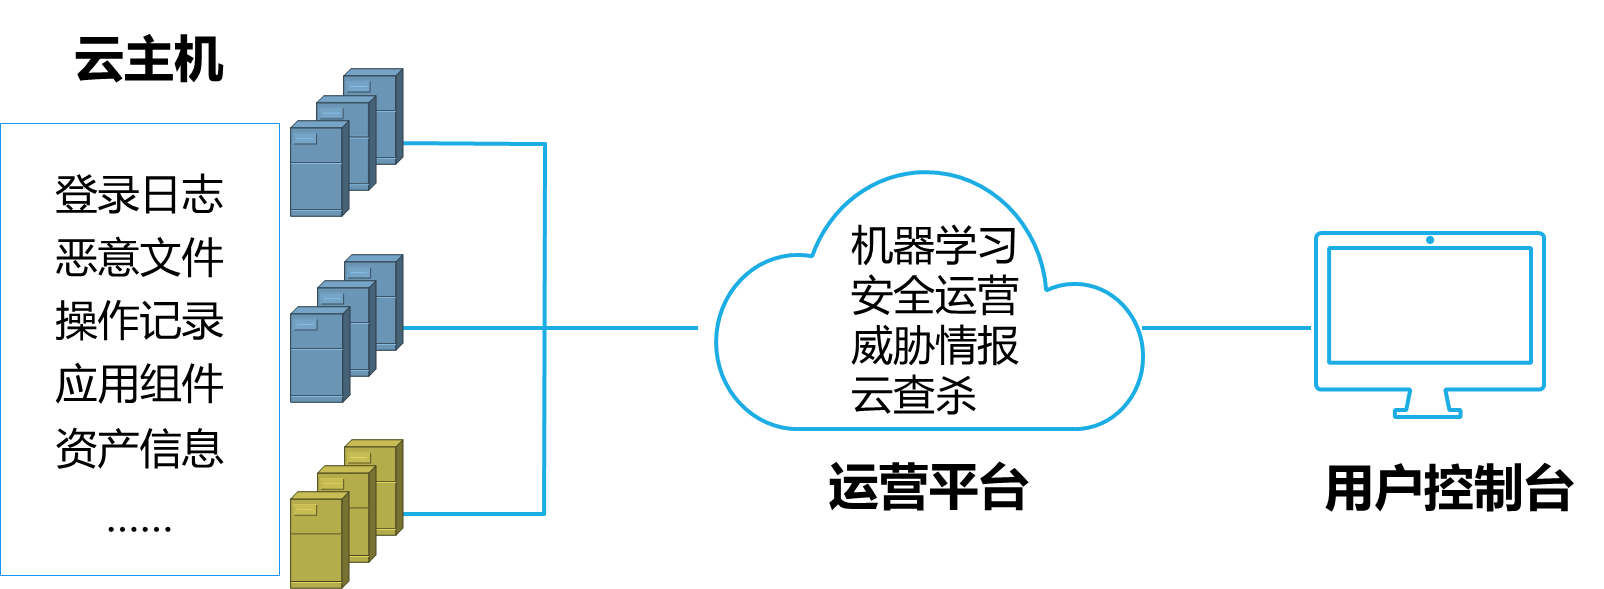 云主机
登录日志
恶意文件
操作记录
应用组件
资产信息
......
机器学习
安全运营
威胁情报
云查杀
运营平台
用户控制台